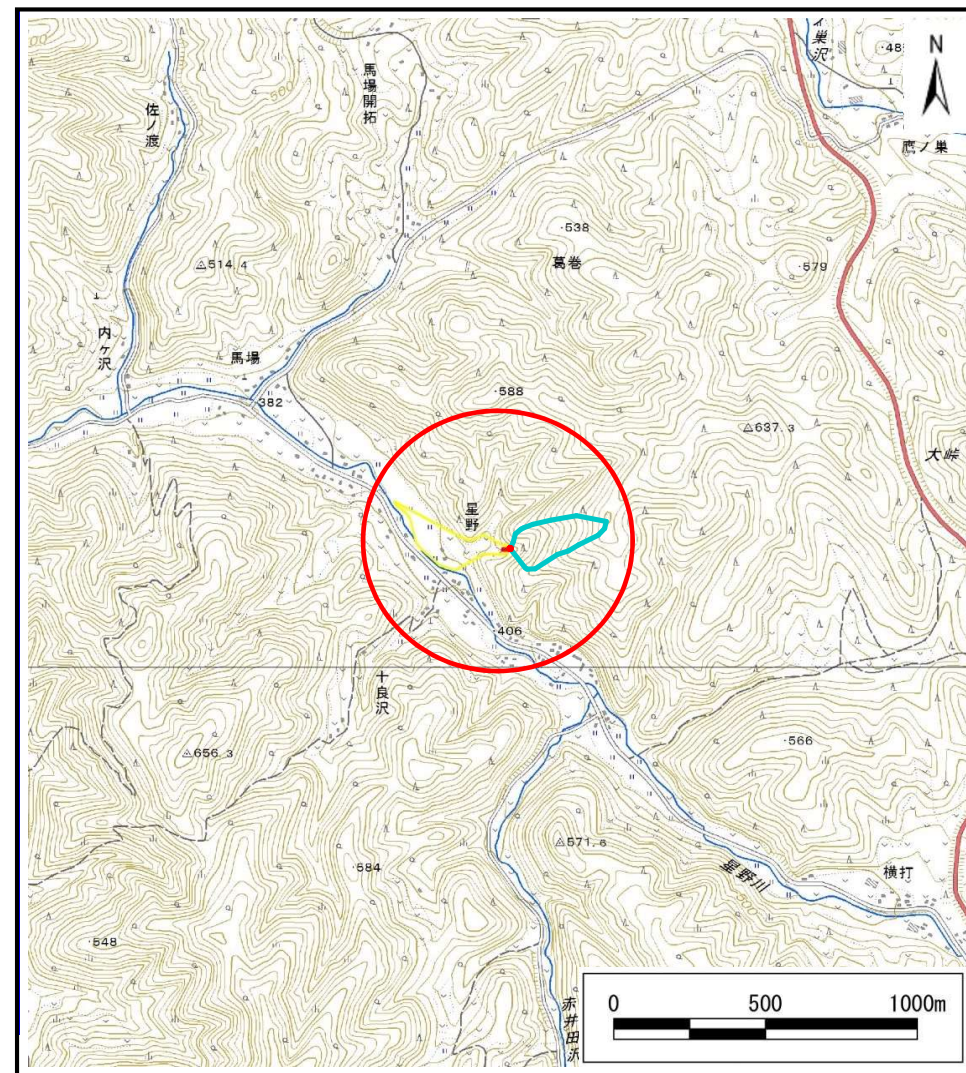 N
馬場開拓
佐ノ渡
巣沢
鷹ノ巣
500
・538
葛巻
△514.4
・579
内ケ沢
馬場
・382
・588
△637.3
大峠
星野
・406
十良沢
△656.3
・566
・584
△571.6
星野川
横打
・548
赤井田沢
0 500 1000m